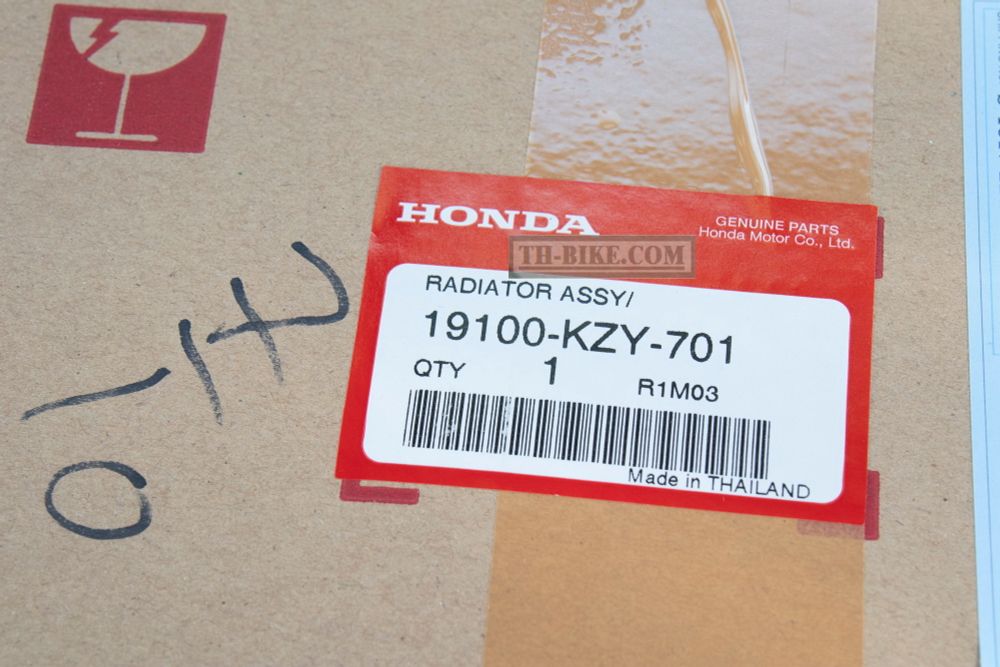 HONDA
GENUINE PARTS
Honda Motor Co., Ltd.
TH-BIKE.COM
RADIATOR ASSY/
19100-KZY-701
QTY 1 R1M03
Made in THAILAND